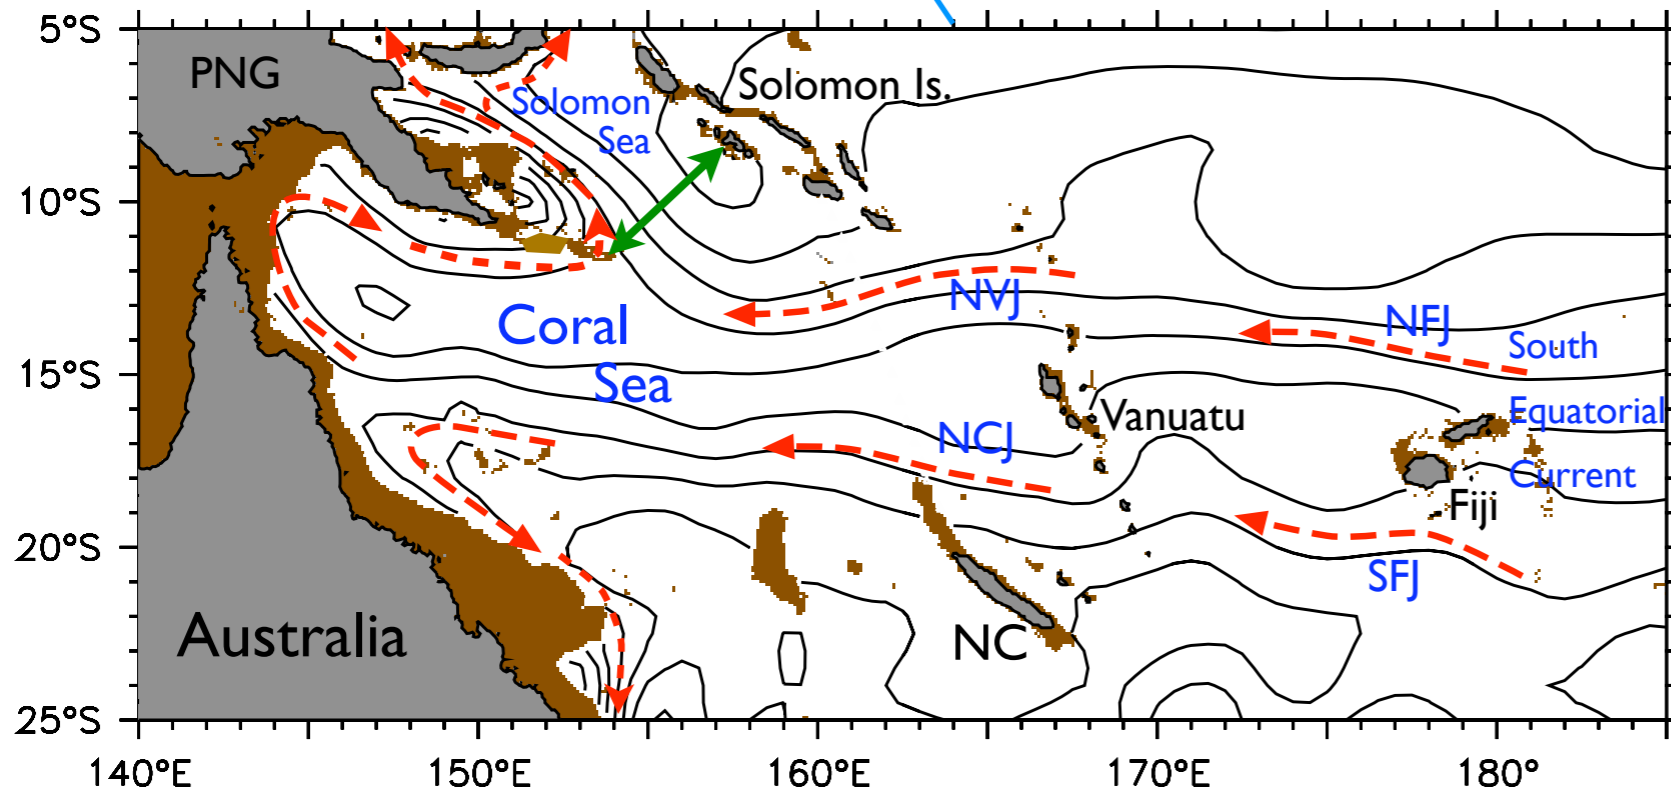 5°S
PNG
Solomon Is.
Solomon
Sea
10°S
NVJ
NFJ
Coral
South
15°S
Sea
Vanuatu
Equatorial
NCJ
Current
Fiji
20°S
SFJ
Australia
NC
25°S
140°E
150°E
160°E
170°E
180°